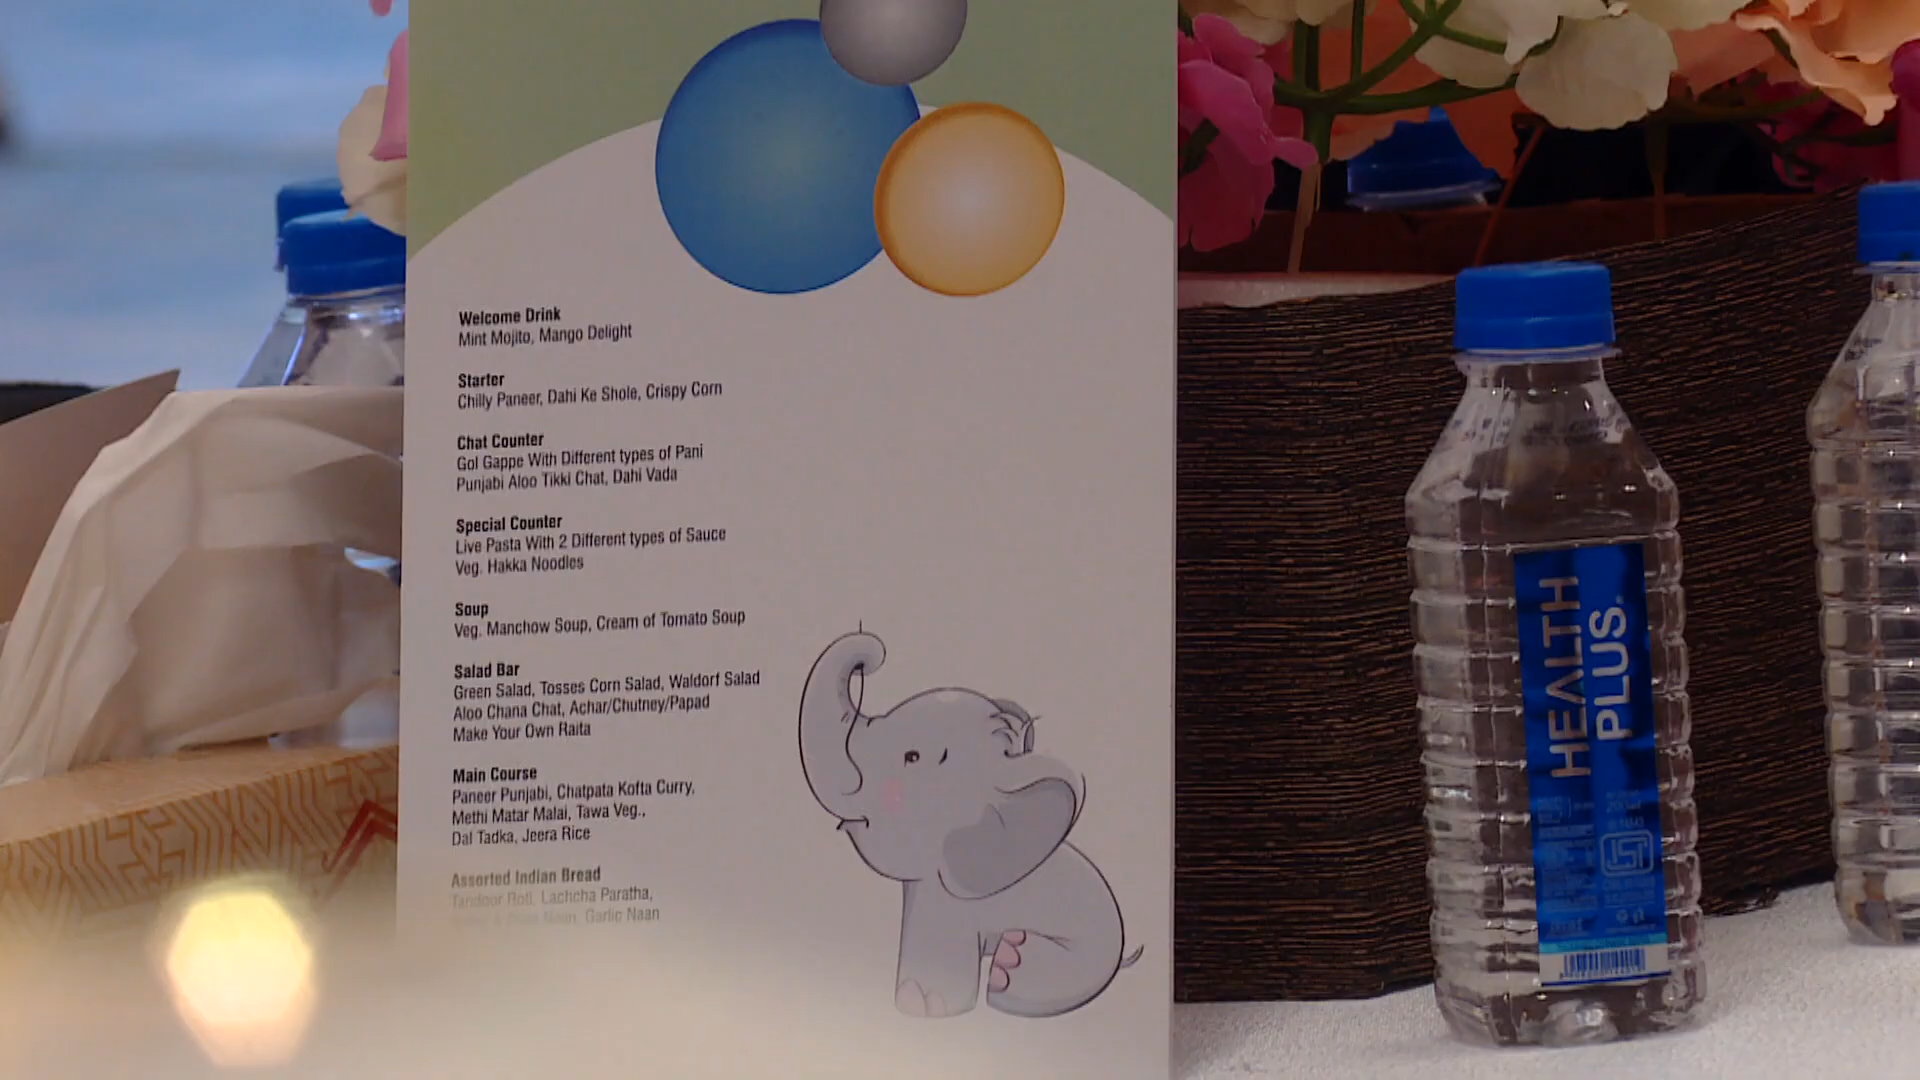 Welcome Drink
Mint Mojito, Mango Delight
Starter
Chilly Paneer, Dahi Ke Shole, Crispy Corn
Chat Counter
Gol Gappe With Different types of Pani
Punjabi Aloo Tikki Chat, Dahi Vada
Special Counter
Live Pasta With 2 Different types of Sauce
Veg. Hakka Noodles
Soup
Veg. Manchow Soup, Cream of Tomato Soup
Salad Bar
Green Salad, Tosses Corn Salad, Waldorf Salad
Aloo Chana Chat, Achar/Chutney/Papad
Make Your Own Raita
Main Course
Paneer Punjabi, Chatpata Kofta Curry,
Methi Matar Malai, Tawa Veg.,
Dal Tadka, Jeera Rice
Assorted Indian Bread
Tandoor Roti, Lachcha Paratha,
Naan, Garlic Naan
HEALTH
PLUS